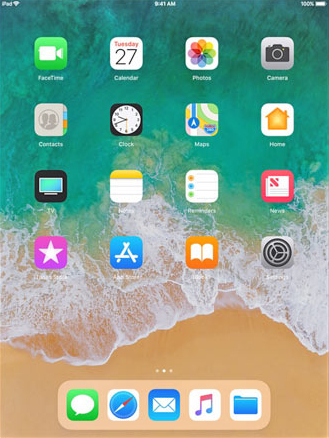 iPad 9:41 AM 100%
Tuesday
27
FaceTime Calendar Photos Camera
Contacts Clock Maps Home
TV Notes Reminders News
iTunes Store App Store Settings